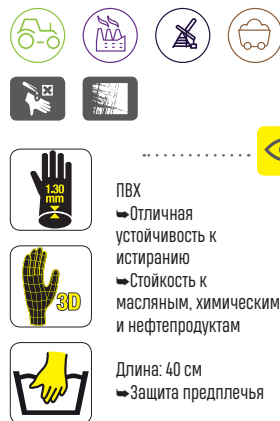 1.30
mm
3D
ПВХ
➥Отличная
устойчивость к
истиранию
➥Стойкость к
масляным, химическим
и нефтепродуктам
Длина: 40 см
➥Защита предплечья